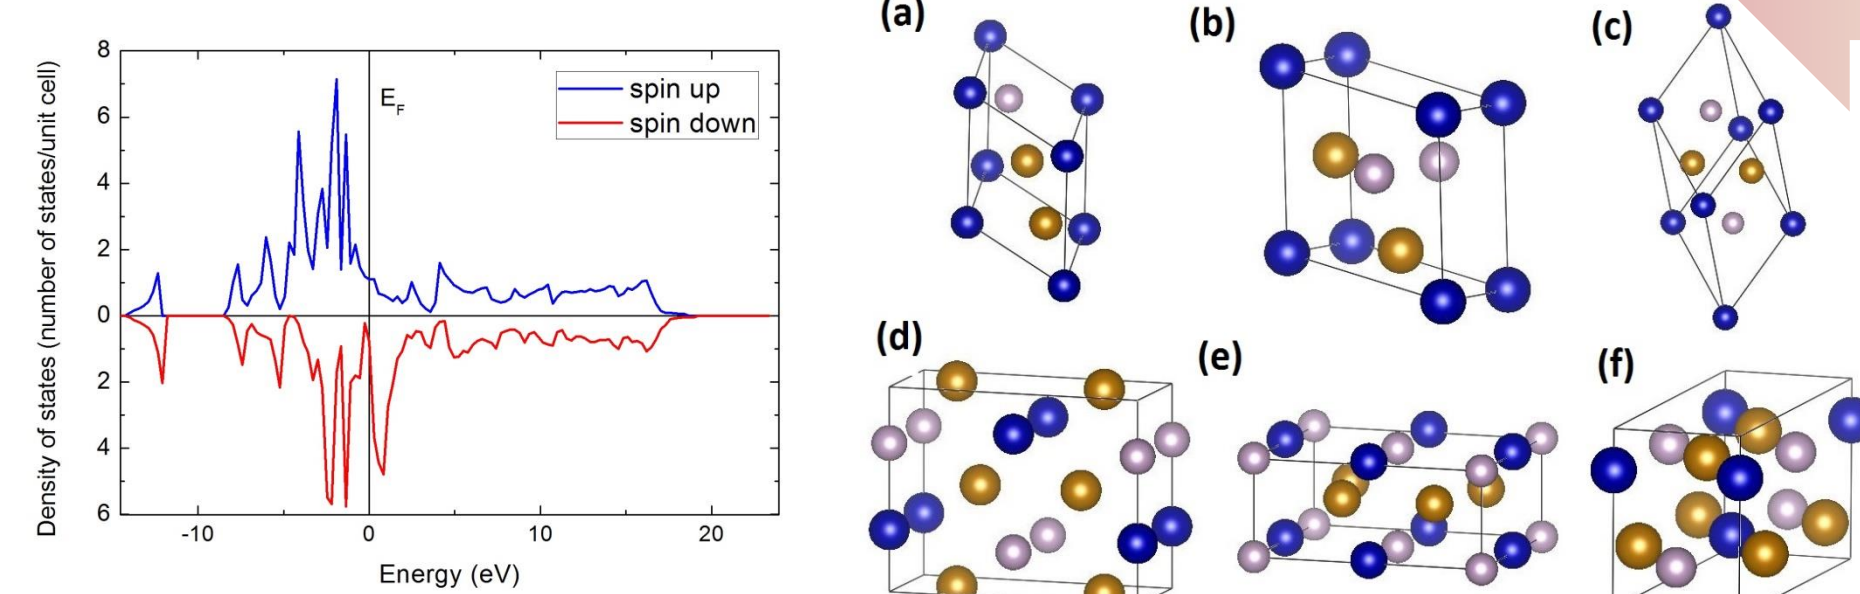 Density of states (number of states/unit cell)
8
6
4
2
0
2
4
6
-10
0
10
20
Energy (eV)
E_F
spin up
spin down
(a)
(b)
(c)
(d)
(e)
(f)